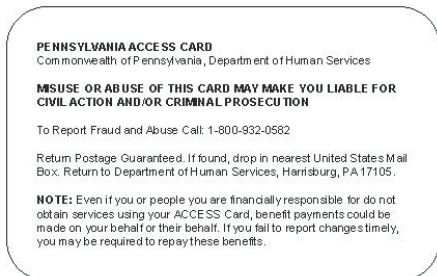 PENNSYLVANIA ACCESS CARD
Commonwealth of Pennsylvania, Department of Human Services
MISUSE OR ABUSE OF THIS CARD MAY MAKE YOU LIABLE FOR
CIVIL ACTION AND/OR CRIMINAL PROSECUTION
To Report Fraud and Abuse Call: 1-800-932-0582
Return Postage Guaranteed. If found, drop in nearest United States Mail
Box. Return to Department of Human Services, Harrisburg, PA 17105.
NOTE: Even if you or people you are financially responsible for do not
obtain services using your ACCESS Card, benefit payments could be
made on your behalf or their behalf. If you fail to report changes timely,
you may be required to repay these benefits.